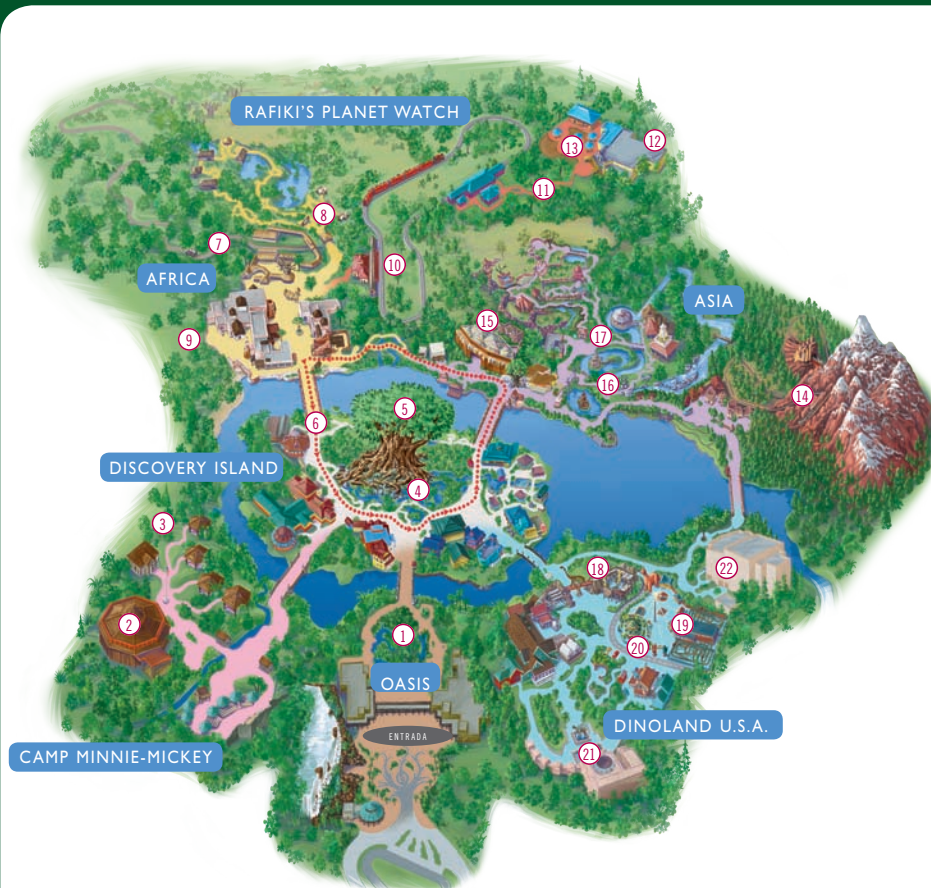 RAFIKI'S PLANET WATCH
12
13
11
8
7
10
AFRICA
ASIA
15
17
9
16
14
5
6
DISCOVERY ISLAND
4
3
18
22
2
1
19
20
OASIS
DINOLAND U.S.A.
ENTRADA
21
CAMP MINNIE-MICKEY